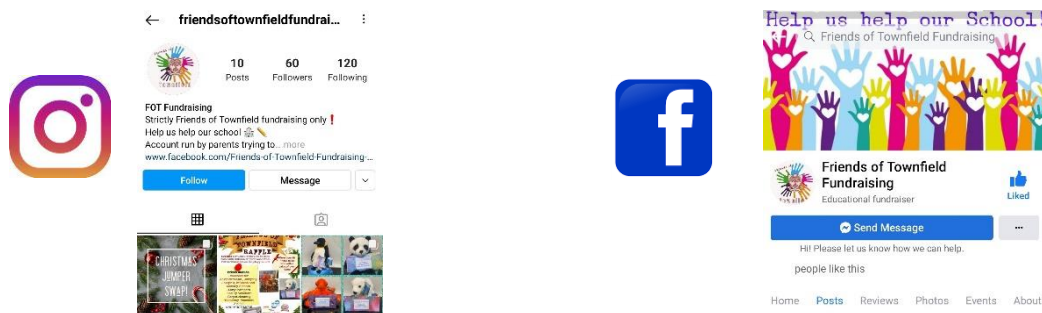 friendsoftownfieldfundrai...
10 60 120
Posts Followers Following
FOT Fundraising
Strictly Friends of Townfield fundraising only❗
Help us help our school 🏫 ✏️
Account run by parents trying to... more
www.facebook.com/Friends-of-Townfield-Fundraising-...
Follow Message
CHRISTMAS
JUMPER
SWAP!
TOWNFIELD
RAFFLE
Help us help our School!
Friends of Townfield Fundraising
Friends of Townfield
Fundraising
Educational fundraiser
Liked
Send Message
...
Hi! Please let us know how we can help.
people like this
Home Posts Reviews Photos Events About